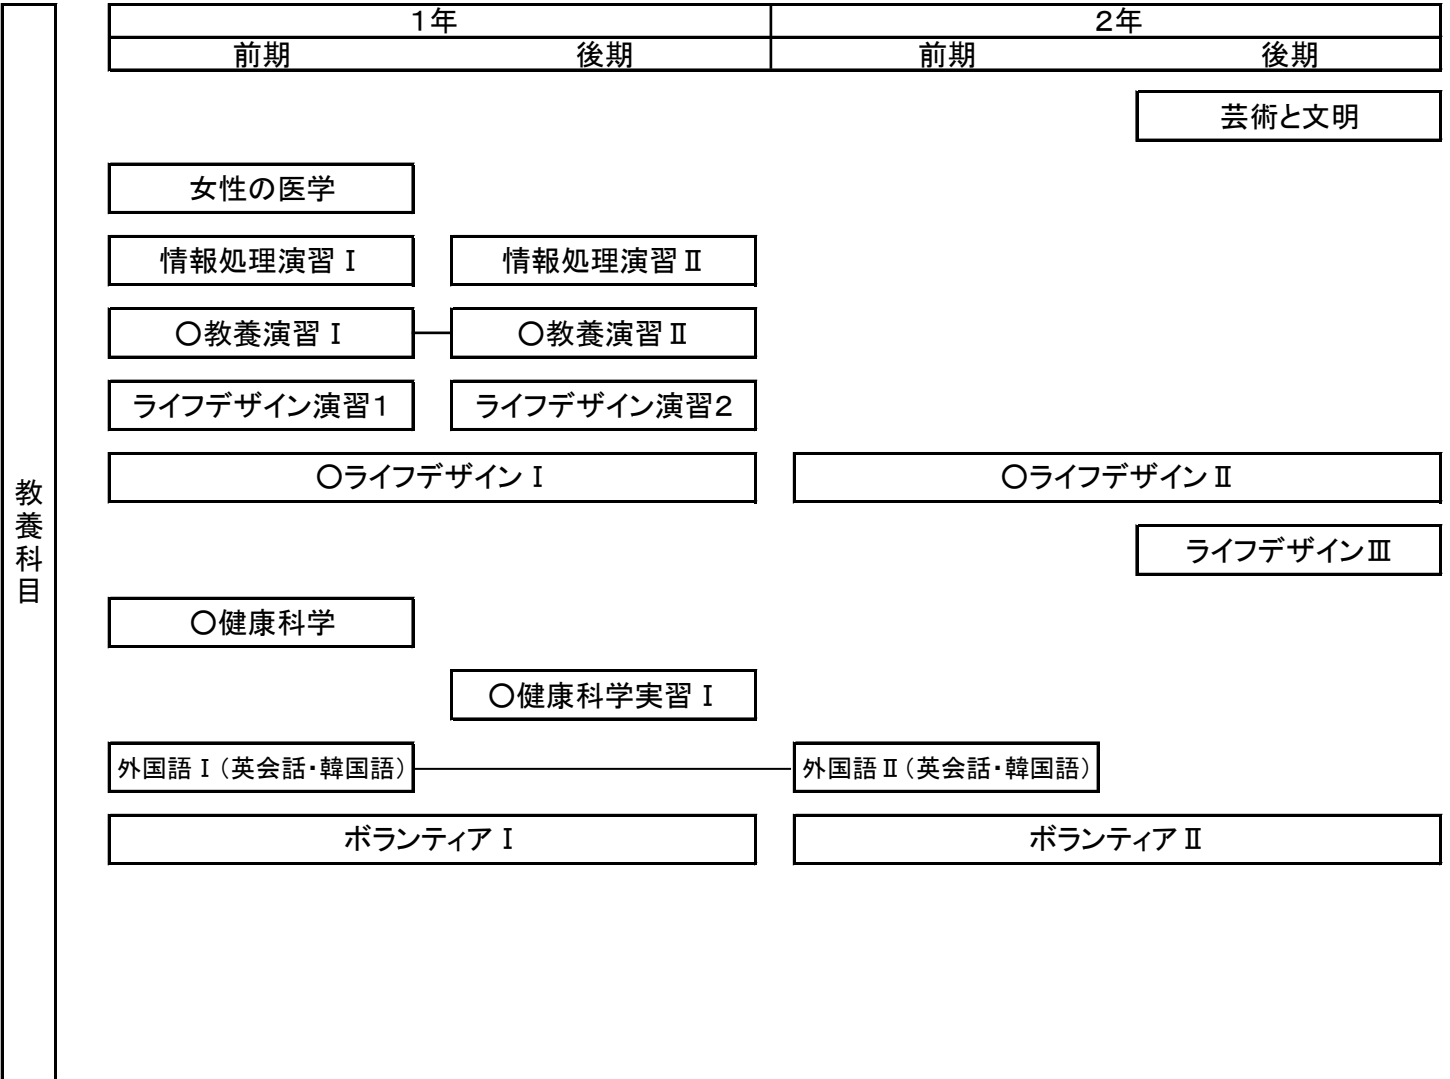 1年 2年
前期 後期 前期 後期
芸術と文明
女性の医学
情報処理演習Ⅰ 情報処理演習Ⅱ
〇教養演習Ⅰ 〇教養演習Ⅱ
ライフデザイン演習1 ライフデザイン演習2
〇ライフデザインⅠ 〇ライフデザインⅡ
ライフデザインⅢ
教養科目
〇健康科学
〇健康科学実習Ⅰ
外国語Ⅰ(英会話・韓国語) 外国語Ⅱ(英会話・韓国語)
ボランティアⅠ ボランティアⅡ